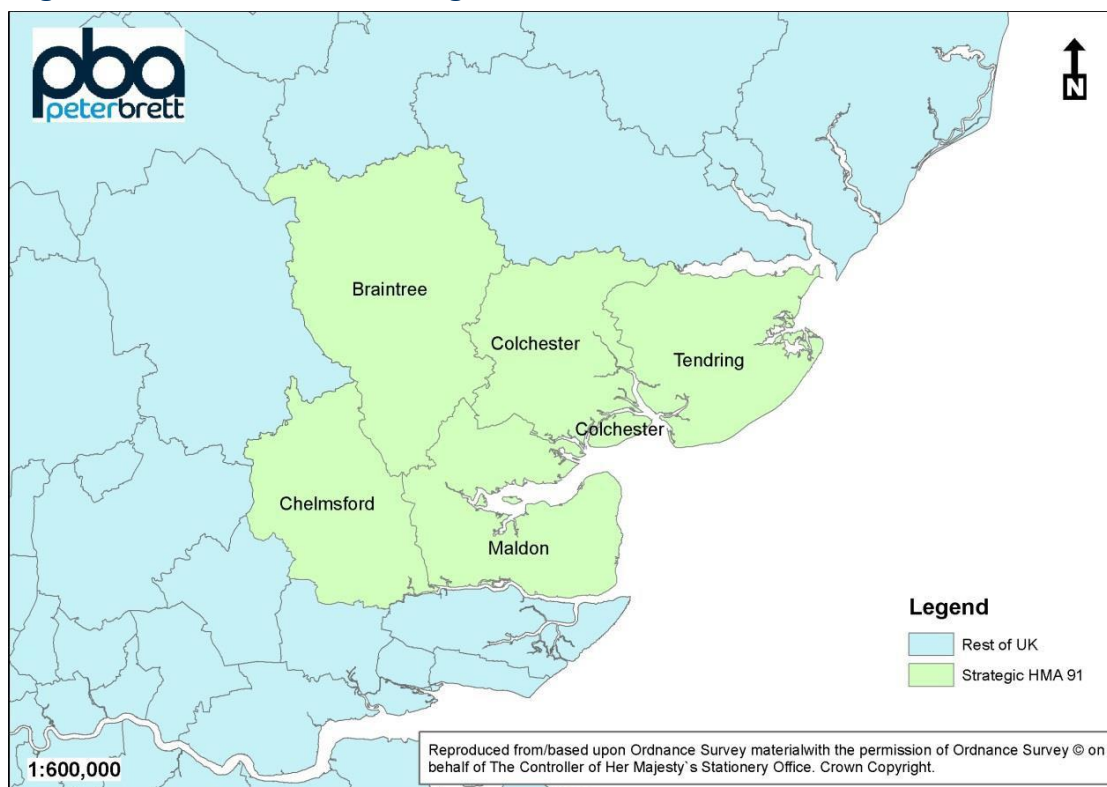 pba
peterbrett
N
Braintree
Colchester
Tendring
Colchester
Chelmsford
Maldon
Legend
Rest of UK
Strategic HMA 91
1:600,000
Reproduced from/based upon Ordnance Survey materialwith the permission of Ordnance Survey © on
behalf of The Controller of Her Majesty`s Stationery Office. Crown Copyright.